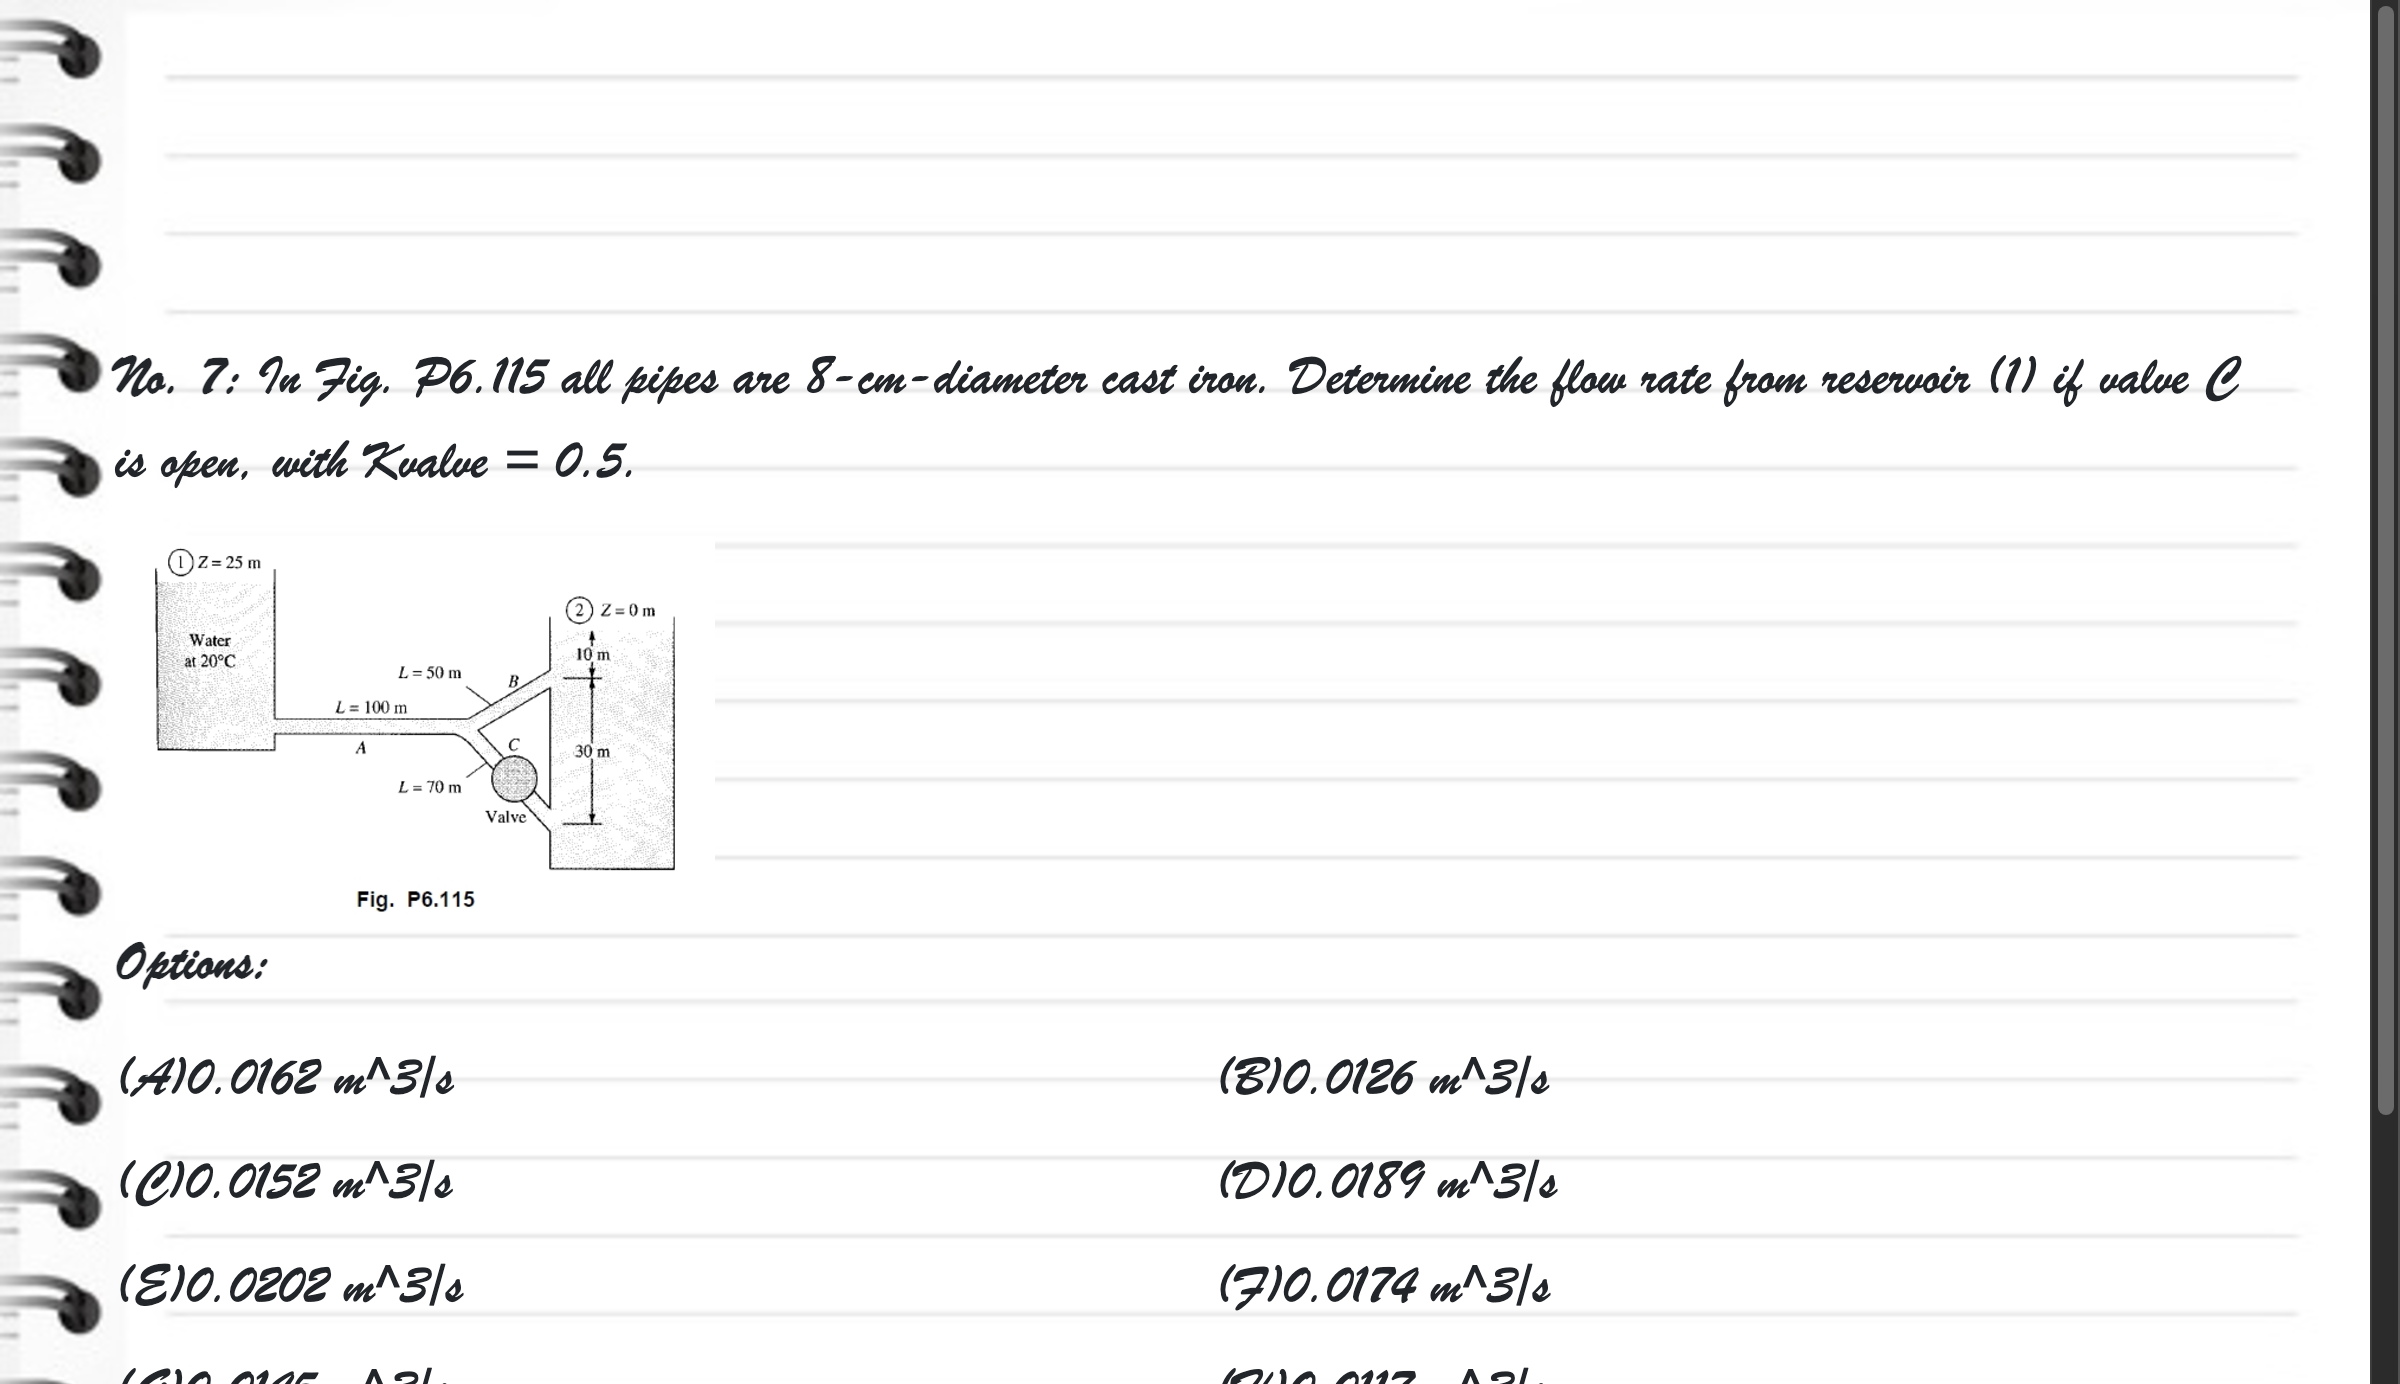 No. 7: In Fig. P6.115 all pipes are 8-cm-diameter cast iron. Determine the flow rate from reservoir (1) if valve C
is open, with Kvalve = 0.5.
1 Z = 25 m
2 Z = 0 m
Water
at 20°C
10 m
L = 50 m
B
L = 100 m
A
C
30 m
L = 70 m
Valve
Fig. P6.115
Options:
(A)0.0162 m^3/s
(B)0.0126 m^3/s
(C)0.0152 m^3/s
(D)0.0189 m^3/s
(E)0.0202 m^3/s
(F)0.0174 m^3/s